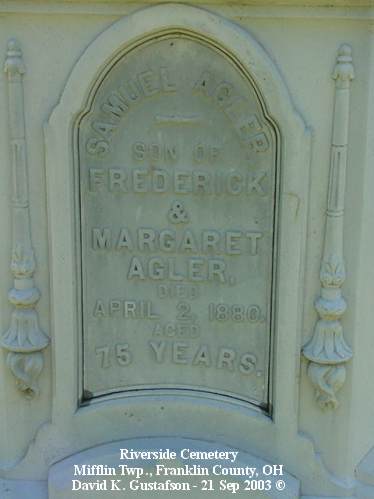 SAMUEL AGLER
SON OF
FREDERICK
&
MARGARET
AGLER,
DIED
APRIL 2, 1880.
AGED
75 YEARS.
Riverside Cemetery
Mifflin Twp., Franklin County, OH
David K. Gustafson - 21 Sep 2003 ©